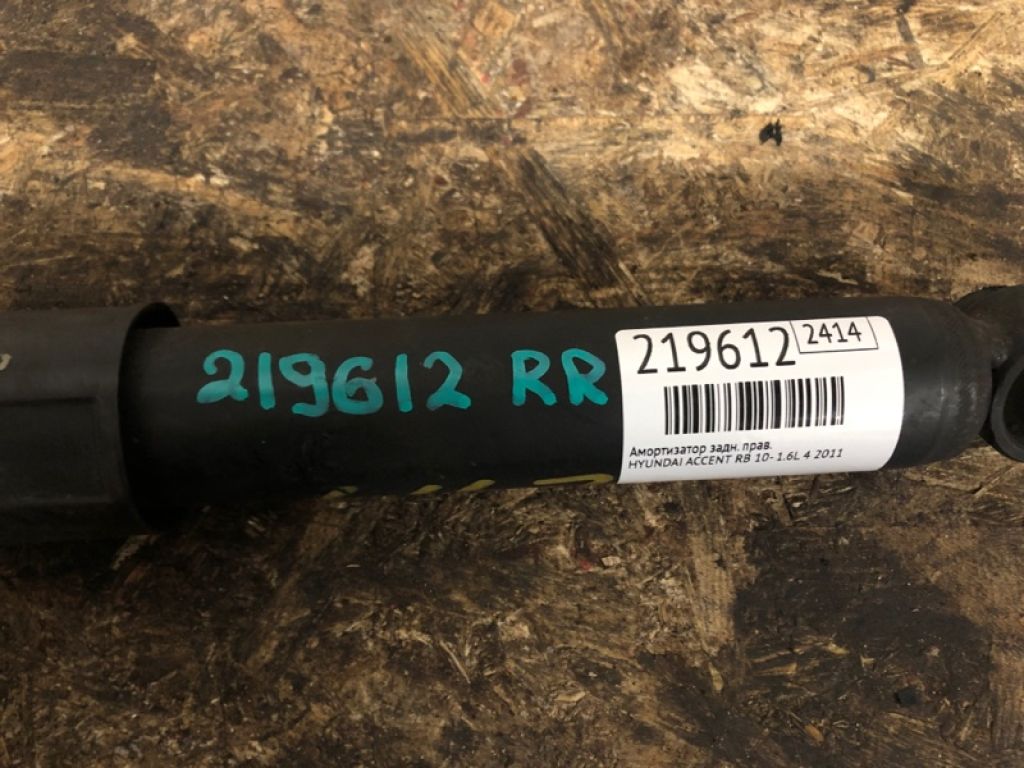 219612 RR
219612 2414
Амортизатор задн. прав.
HYUNDAI ACCENT RB 10- 1.6L 4 2011